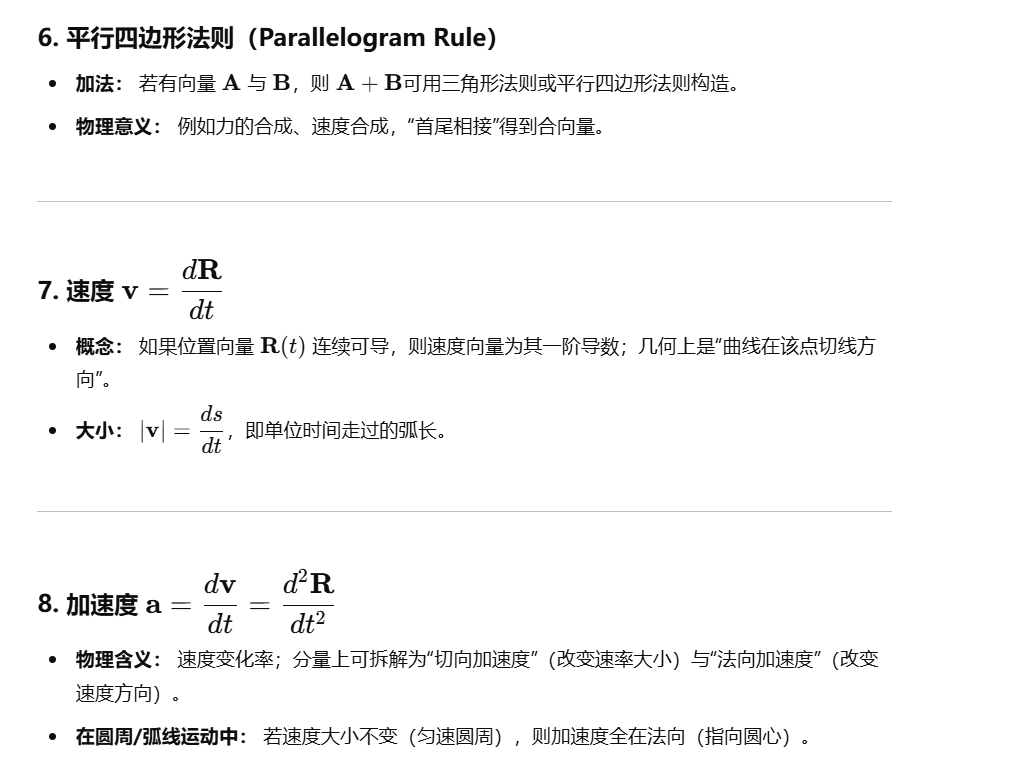 6. 平行四边形法则（Parallelogram Rule）
• 加法： 若有向量 A 与 B，则 A + B可用三角形法则或平行四边形法则构造。
• 物理意义： 例如力的合成、速度合成，“首尾相接”得到合向量。
7. 速度 v = dR/dt
• 概念： 如果位置向量 R(t) 连续可导，则速度向量为其一阶导数；几何上是“曲线在该点切线方
向”。
• 大小： |v| = ds/dt，即单位时间走过的弧长。
8. 加速度 a = dv/dt = d²R/dt²
• 物理含义： 速度变化率；分量上可拆解为“切向加速度”（改变速率大小）与“法向加速度”（改变
速度方向）。
• 在圆周/弧线运动中： 若速度大小不变（匀速圆周），则加速度全在法向（指向圆心）。